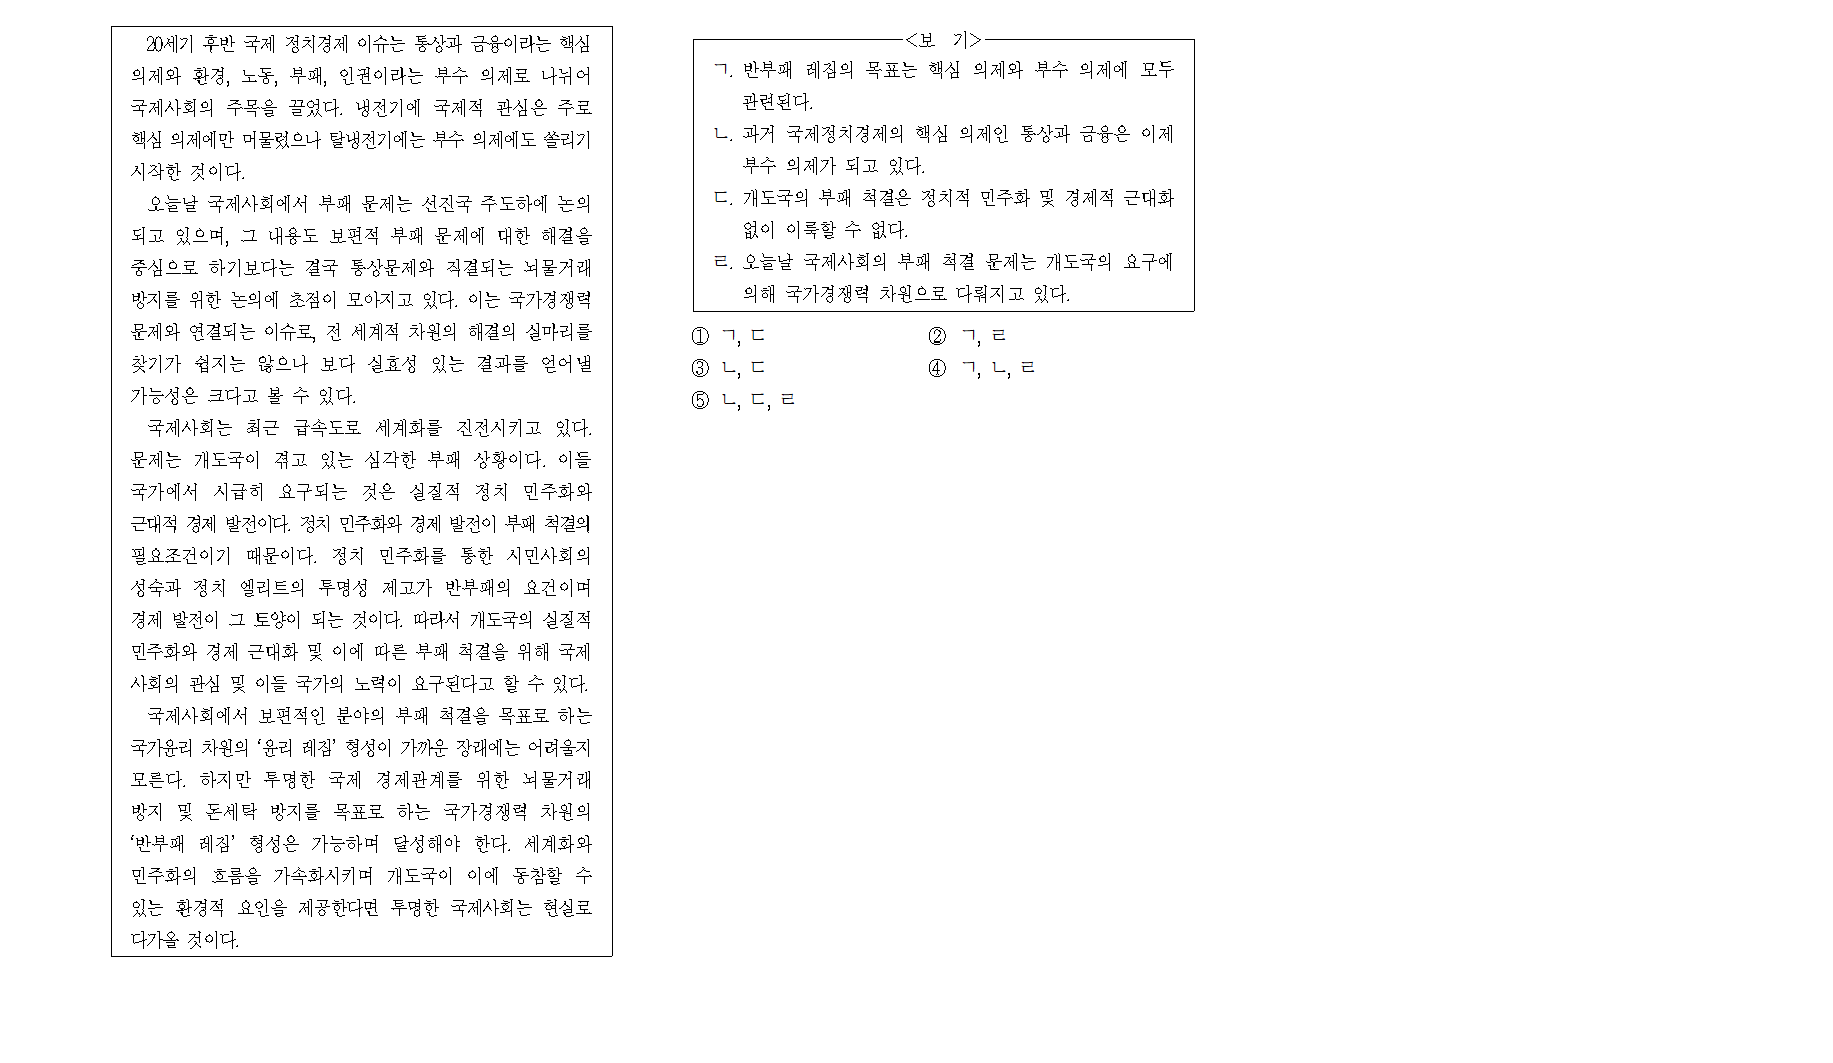 20세기 후반 국제 정치경제 이슈는 통상과 금융이라는 핵심
의제와 환경, 노동, 부패, 인권이라는 부수 의제로 나뉘어
국제사회의 주목을 끌었다. 냉전기에 국제적 관심은 주로
핵심 의제에만 머물렀으나 탈냉전기에는 부수 의제에도 쏠리기
시작한 것이다.
오늘날 국제사회에서 부패 문제는 선진국 주도하에 논의
되고 있으며, 그 내용도 보편적 부패 문제에 대한 해결을
중심으로 하기보다는 결국 통상문제와 직결되는 뇌물거래
방지를 위한 논의에 초점이 모아지고 있다. 이는 국가경쟁력
문제와 연결되는 이슈로, 전 세계적 차원의 해결의 실마리를
찾기가 쉽지는 않으나 보다 실효성 있는 결과를 얻어낼
가능성은 크다고 볼 수 있다.
국제사회는 최근 급속도로 세계화를 진전시키고 있다.
문제는 개도국이 겪고 있는 심각한 부패 상황이다. 이들
국가에서 시급히 요구되는 것은 실질적 정치 민주화와
근대적 경제 발전이다. 정치 민주화와 경제 발전이 부패 척결의
필요조건이기 때문이다. 정치 민주화를 통한 시민사회의
성숙과 정치 엘리트의 투명성 제고가 반부패의 요건이며
경제 발전이 그 토양이 되는 것이다. 따라서 개도국의 실질적
민주화와 경제 근대화 및 이에 따른 부패 척결을 위해 국제
사회의 관심 및 이들 국가의 노력이 요구된다고 할 수 있다.
국제사회에서 보편적인 분야의 부패 척결을 목표로 하는
국가윤리 차원의 ‘윤리 레짐’ 형성이 가까운 장래에는 어려울지
모른다. 하지만 투명한 국제 경제관계를 위한 뇌물거래
방지 및 돈세탁 방지를 목표로 하는 국가경쟁력 차원의
‘반부패 레짐’ 형성은 가능하며 달성해야 한다. 세계화와
민주화의 흐름을 가속화시키며 개도국이 이에 동참할 수
있는 환경적 요인을 제공한다면 투명한 국제사회는 현실로
다가올 것이다.
<보 기>
ㄱ. 반부패 레짐의 목표는 핵심 의제와 부수 의제에 모두
관련된다.
ㄴ. 과거 국제정치경제의 핵심 의제인 통상과 금융은 이제
부수 의제가 되고 있다.
ㄷ. 개도국의 부패 척결은 정치적 민주화 및 경제적 근대화
없이 이룩할 수 없다.
ㄹ. 오늘날 국제사회의 부패 척결 문제는 개도국의 요구에
의해 국가경쟁력 차원으로 다뤄지고 있다.
① ㄱ, ㄷ ② ㄱ, ㄹ
③ ㄴ, ㄷ ④ ㄱ, ㄴ, ㄹ
⑤ ㄴ, ㄷ, ㄹ